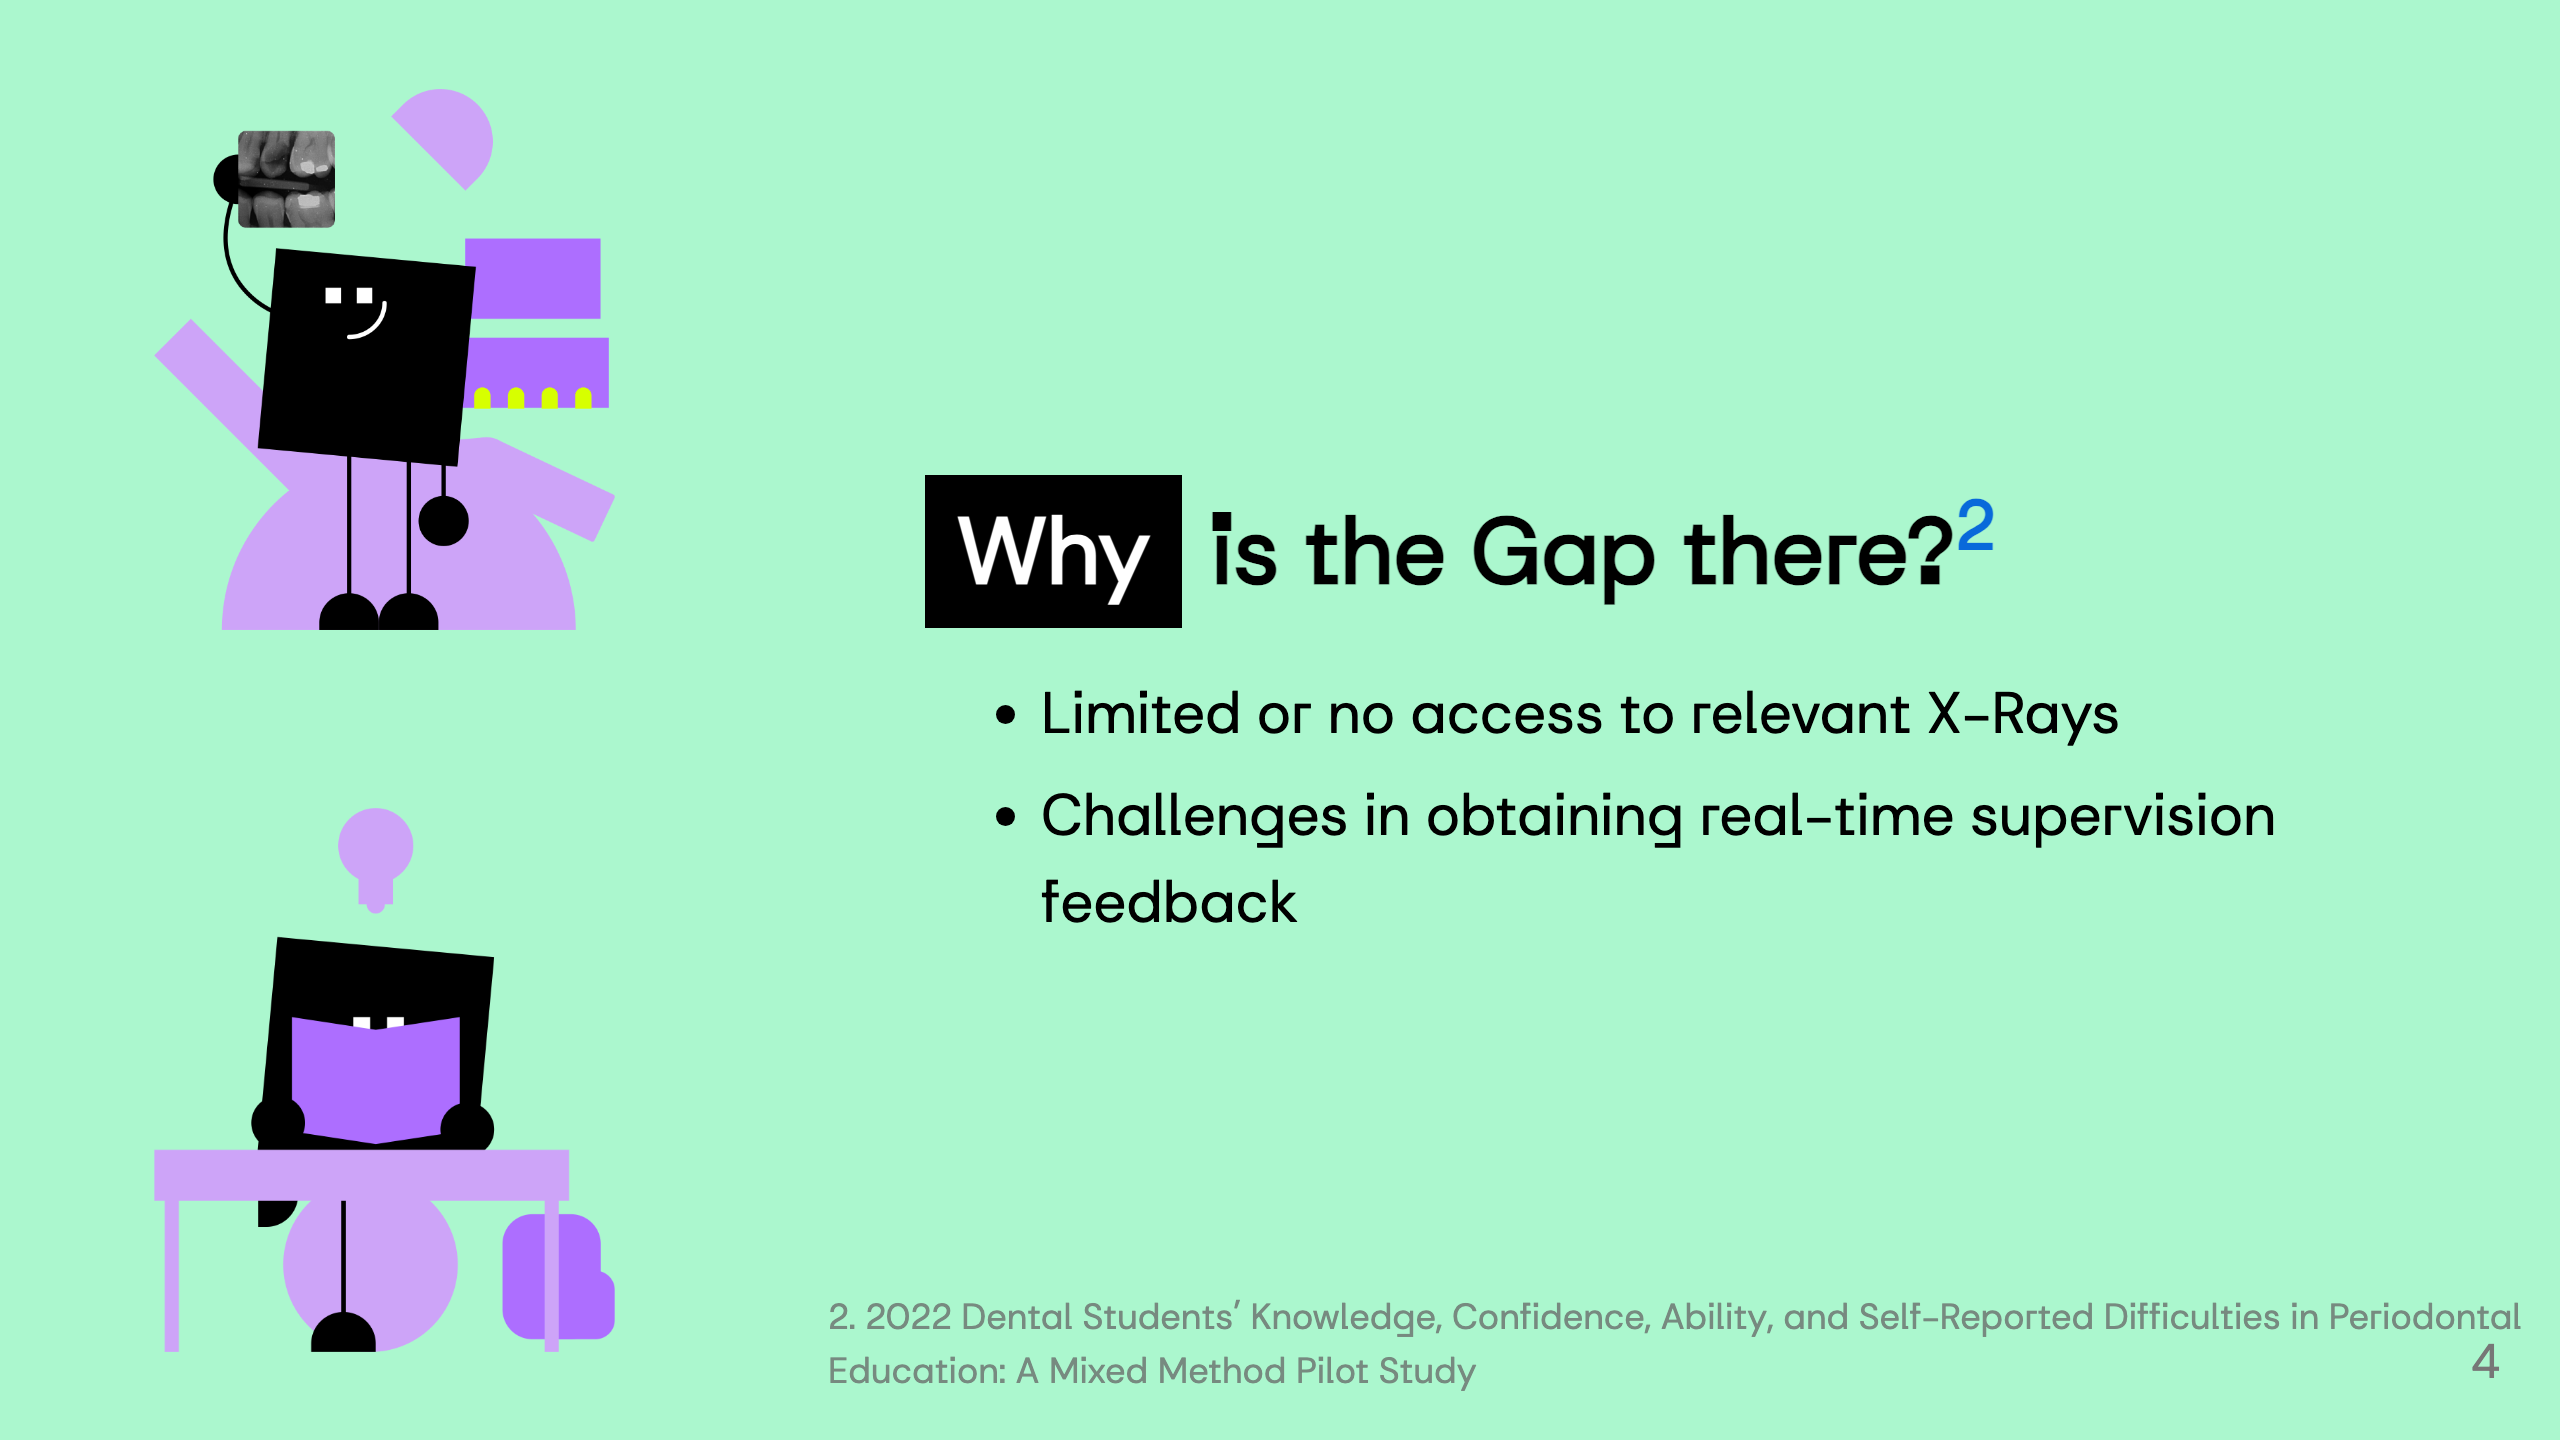 Why is the Gap there?2
• Limited or no access to relevant X-Rays
• Challenges in obtaining real-time supervision
feedback
2. 2022 Dental Students’ Knowledge, Confidence, Ability, and Self-Reported Difficulties in Periodontal
Education: A Mixed Method Pilot Study
4